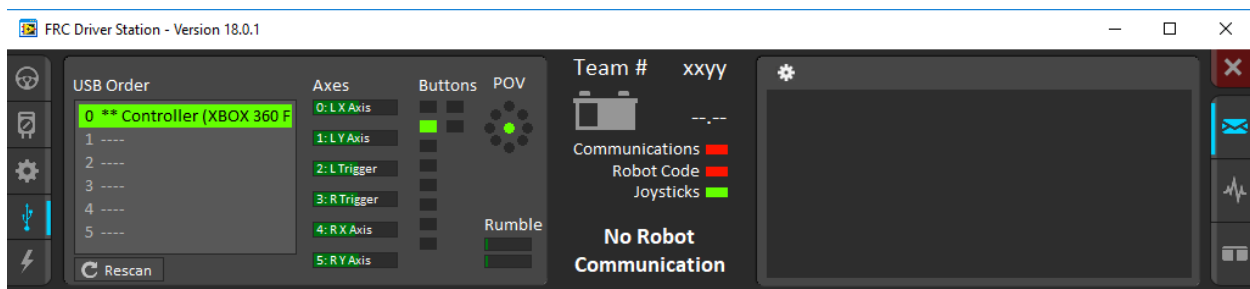 FRC Driver Station - Version 18.0.1
USB Order
0 ** Controller (XBOX 360 F
1 ----
2 ----
3 ----
4 ----
5 ----
Rescan
Axes
0: L X Axis
1: L Y Axis
2: L Trigger
3: R Trigger
4: R X Axis
5: R Y Axis
Buttons
POV
Rumble
Team # xxyy
--.--
Communications
Robot Code
Joysticks
No Robot
Communication